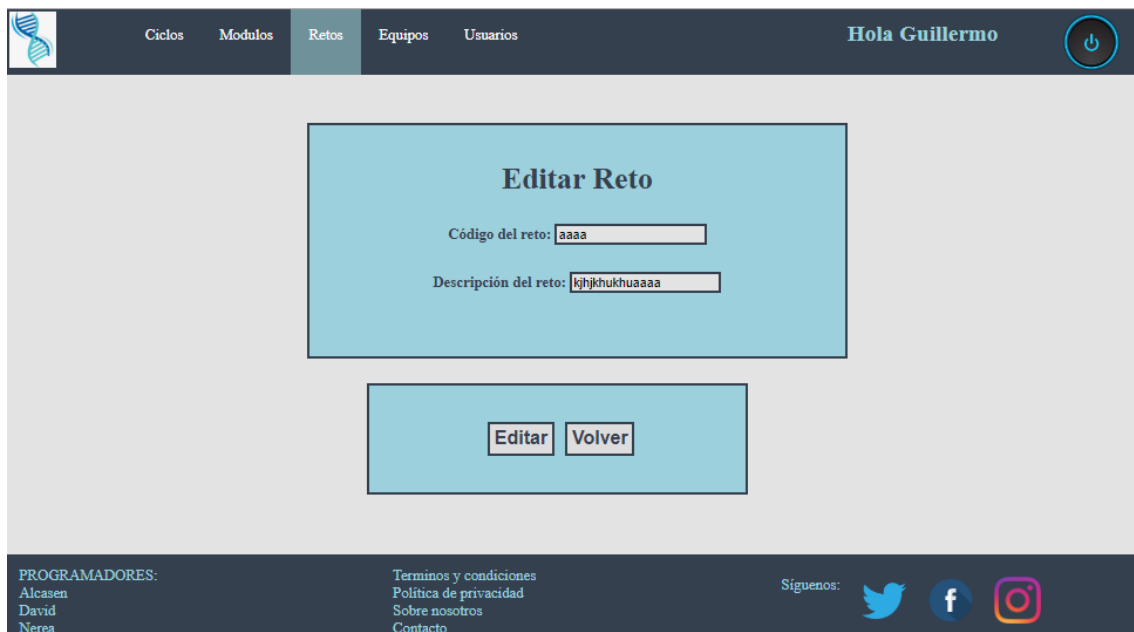 Ciclos Modulos Retos Equipos Usuarios Hola Guillermo
Editar Reto
Código del reto: aaaa
Descripción del reto: kjhjkhukhuaaaa
Editar Volver
PROGRAMADORES:
Alcasen
David
Nerea
Terminos y condiciones
Política de privacidad
Sobre nosotros
Contacto
Síguenos: